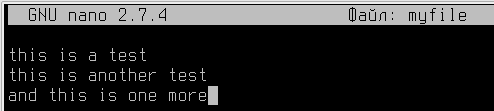 GNU nano 2.7.4 Файл: myfile
this is a test
this is another test
and this is one more